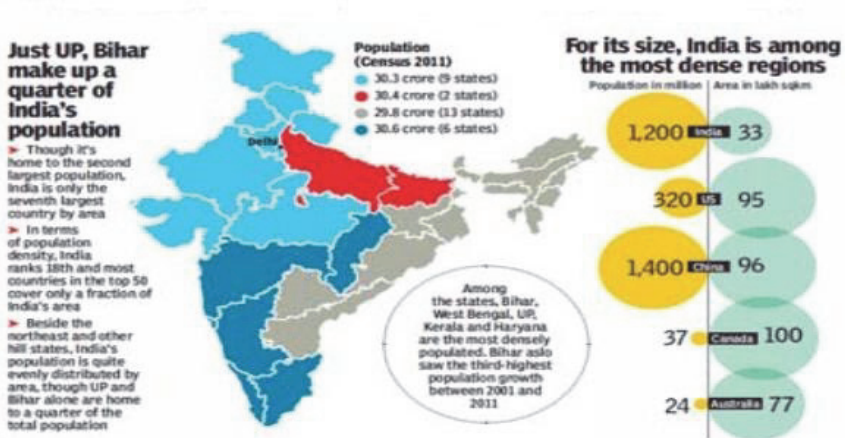 Just UP, Bihar
make up a
quarter of
India's
population
➤ Though it's
home to the second
largest population,
India is only the
seventh largest
country by area
➤ In terms
of population
density, India
ranks 18th and most
countries in the top 50
cover only a fraction of
India's area
➤ Beside the
northeast and other
hill states, India's
population is quite
evenly distributed by
area, though UP and
Bihar alone are home
to a quarter of the
total population
Delhi
Population
(Census 2011)
30.3 crore (9 states)
30.4 crore (2 states)
29.8 crore (13 states)
30.6 crore (6 states)
Among
the states, Bihar,
West Bengal, UP,
Kerala and Haryana
are the most densely
populated. Bihar aslo
saw the third-highest
population growth
between 2001 and
2011
For its size, India is among
the most dense regions
Population in million | Area in lakh sqkm
1,200 India 33
320 US 95
1,400 China 96
37 Canada 100
24 Australia 77